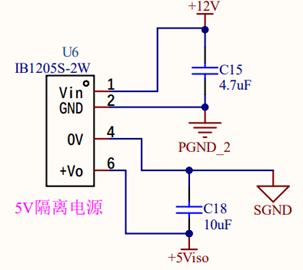 +12V
U6
IB1205S-2W
Vin 1
GND 2
0V 4
+Vo 6
C15
4.7uF
PGND_2
C18
10uF
SGND
5V隔离电源
+5Viso